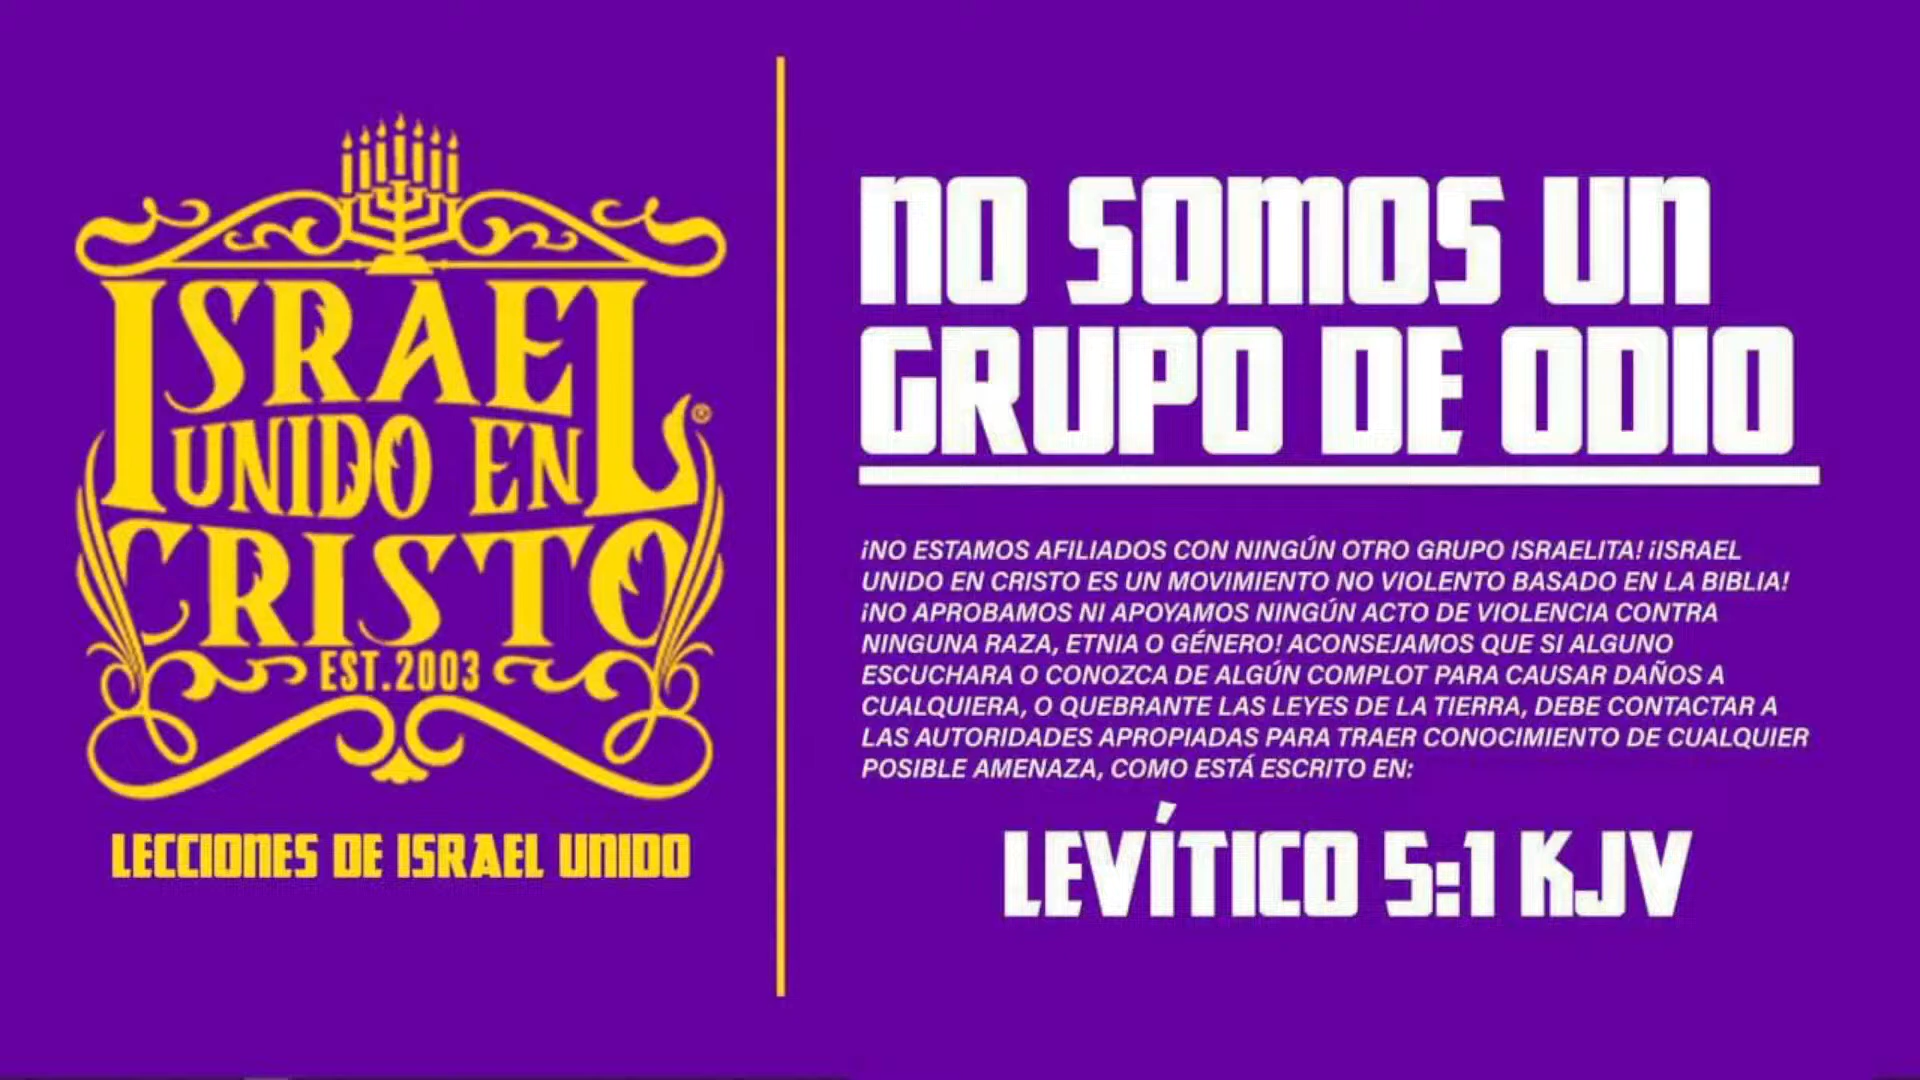 ISRAEL
UNIDO EN
CRISTO
®
EST.2003
LECCIONES DE ISRAEL UNIDO
NO SOMOS UN
GRUPO DE ODIO
¡NO ESTAMOS AFILIADOS CON NINGÚN OTRO GRUPO ISRAELITA! ¡ISRAEL
UNIDO EN CRISTO ES UN MOVIMIENTO NO VIOLENTO BASADO EN LA BIBLIA!
¡NO APROBAMOS NI APOYAMOS NINGÚN ACTO DE VIOLENCIA CONTRA
NINGUNA RAZA, ETNIA O GÉNERO! ACONSEJAMOS QUE SI ALGUNO
ESCUCHARA O CONOZCA DE ALGÚN COMPLOT PARA CAUSAR DAÑOS A
CUALQUIERA, O QUEBRANTE LAS LEYES DE LA TIERRA, DEBE CONTACTAR A
LAS AUTORIDADES APROPIADAS PARA TRAER CONOCIMIENTO DE CUALQUIER
POSIBLE AMENAZA, COMO ESTÁ ESCRITO EN:
LEVÍTICO 5:1 KJV